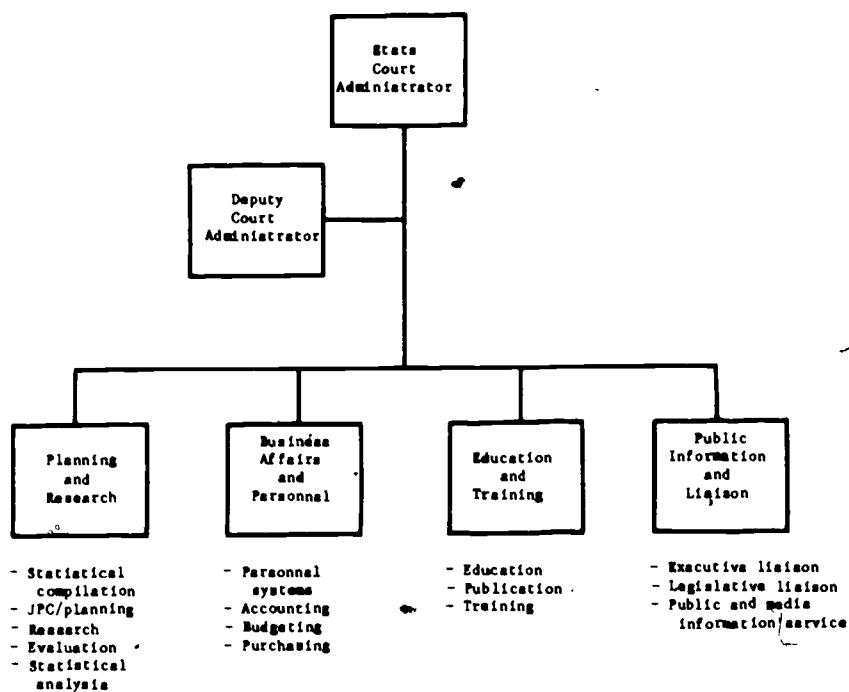 State
Court
Administrator
Deputy
Court
Administrator
Planning
and
Research
Business
Affairs
and
Personnel
Education
and
Training
Public
Information
and
Liaison
- Statistical
compilation
- JPC/planning
- Research
- Evaluation
- Statistical
analysis
- Personnel
systems
- Accounting
- Budgeting
- Purchasing
- Education
- Publication
- Training
- Executive liaison
- Legislative liaison
- Public and media
information service